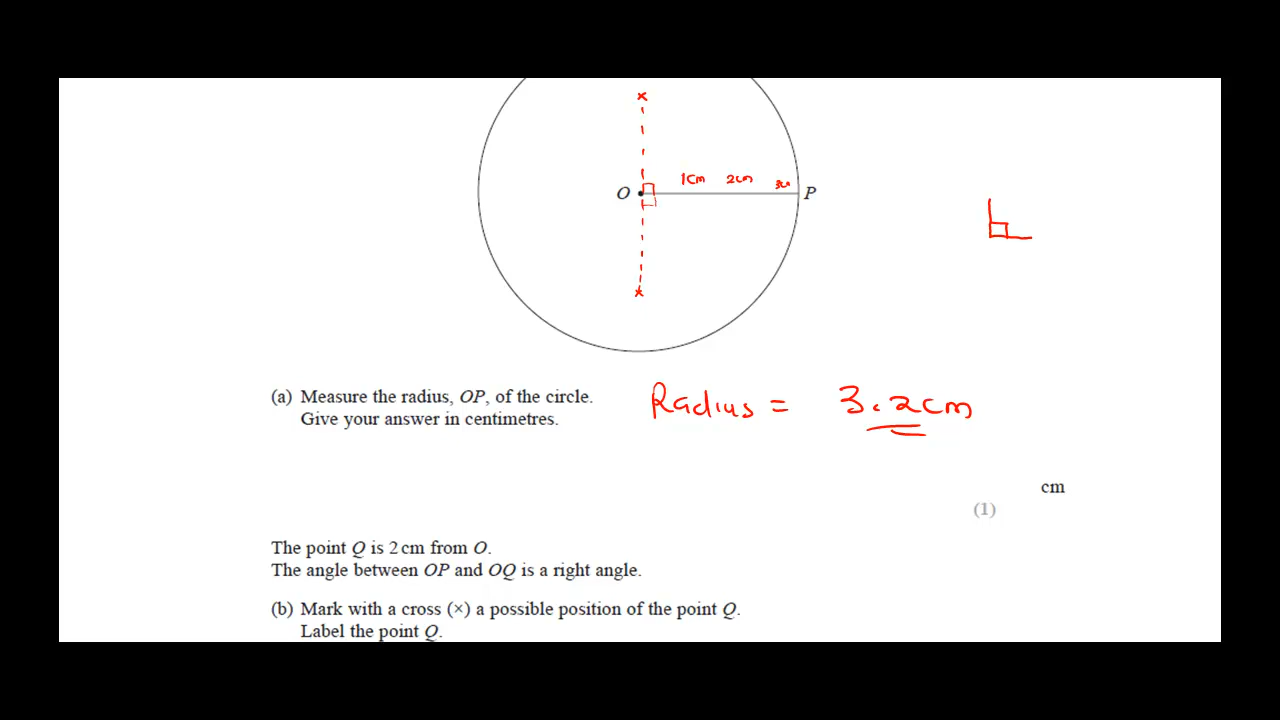 1cm 2cm
O P
(a) Measure the radius, OP, of the circle.
Radius = 3.2cm
Give your answer in centimetres.
cm
(1)
The point Q is 2 cm from O.
The angle between OP and OQ is a right angle.
(b) Mark with a cross (×) a possible position of the point Q.
Label the point Q.